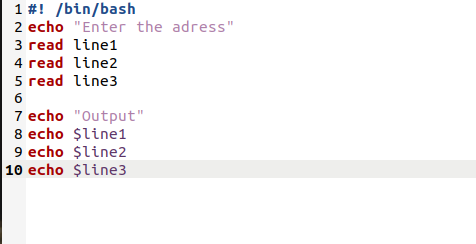 1 #! /bin/bash
2 echo "Enter the adress"
3 read line1
4 read line2
5 read line3
6
7 echo "Output"
8 echo $line1
9 echo $line2
10 echo $line3